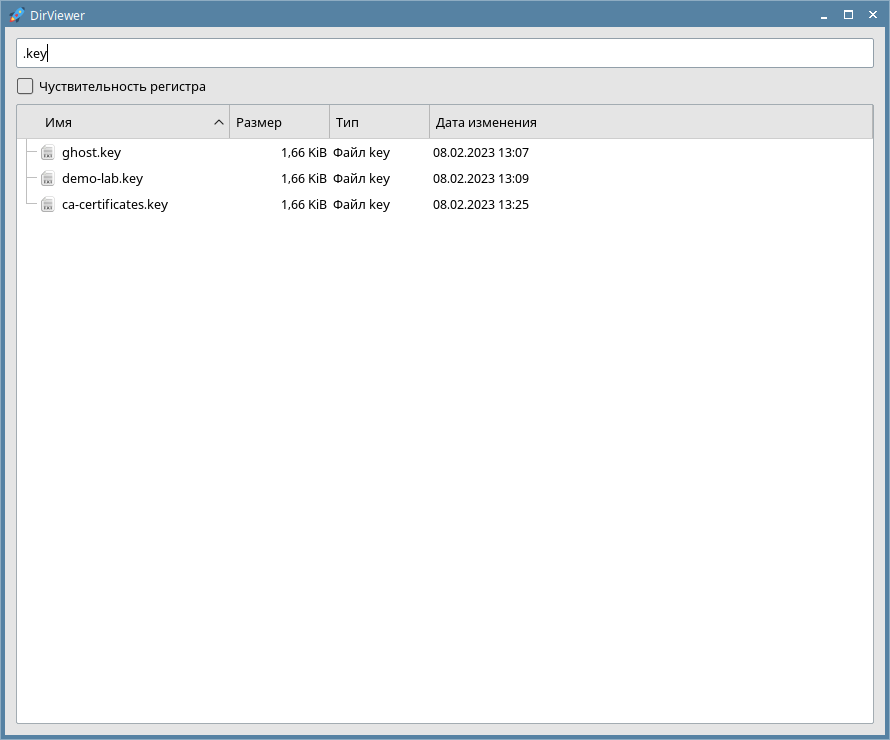 DirViewer
.key
Чуствительность регистра
Имя Размер Тип Дата изменения
ghost.key 1,66 KiB Файл key 08.02.2023 13:07
demo-lab.key 1,66 KiB Файл key 08.02.2023 13:09
ca-certificates.key 1,66 KiB Файл key 08.02.2023 13:25